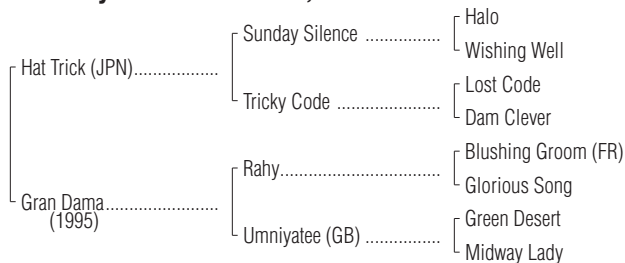 Halo
Sunday Silence ..................
Wishing Well
Hat Trick (JPN)....................
Lost Code
Tricky Code .........................
Dam Clever
Blushing Groom (FR)
Rahy.......................................
Glorious Song
Gran Dama...........................
(1995)
Green Desert
Umniyatee (GB) ..................
Midway Lady